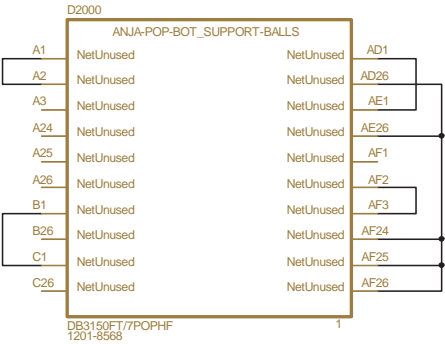 D2000
ANJA-POP-BOT_SUPPORT-BALLS
A1 NetUnused NetUnused AD1
A2 NetUnused NetUnused AD26
A3 NetUnused NetUnused AE1
A24 NetUnused NetUnused AE26
A25 NetUnused NetUnused AF1
A26 NetUnused NetUnused AF2
B1 NetUnused NetUnused AF3
B26 NetUnused NetUnused AF24
C1 NetUnused NetUnused AF25
C26 NetUnused NetUnused AF26
DB3150FT/7POPHF 1
1201-8568